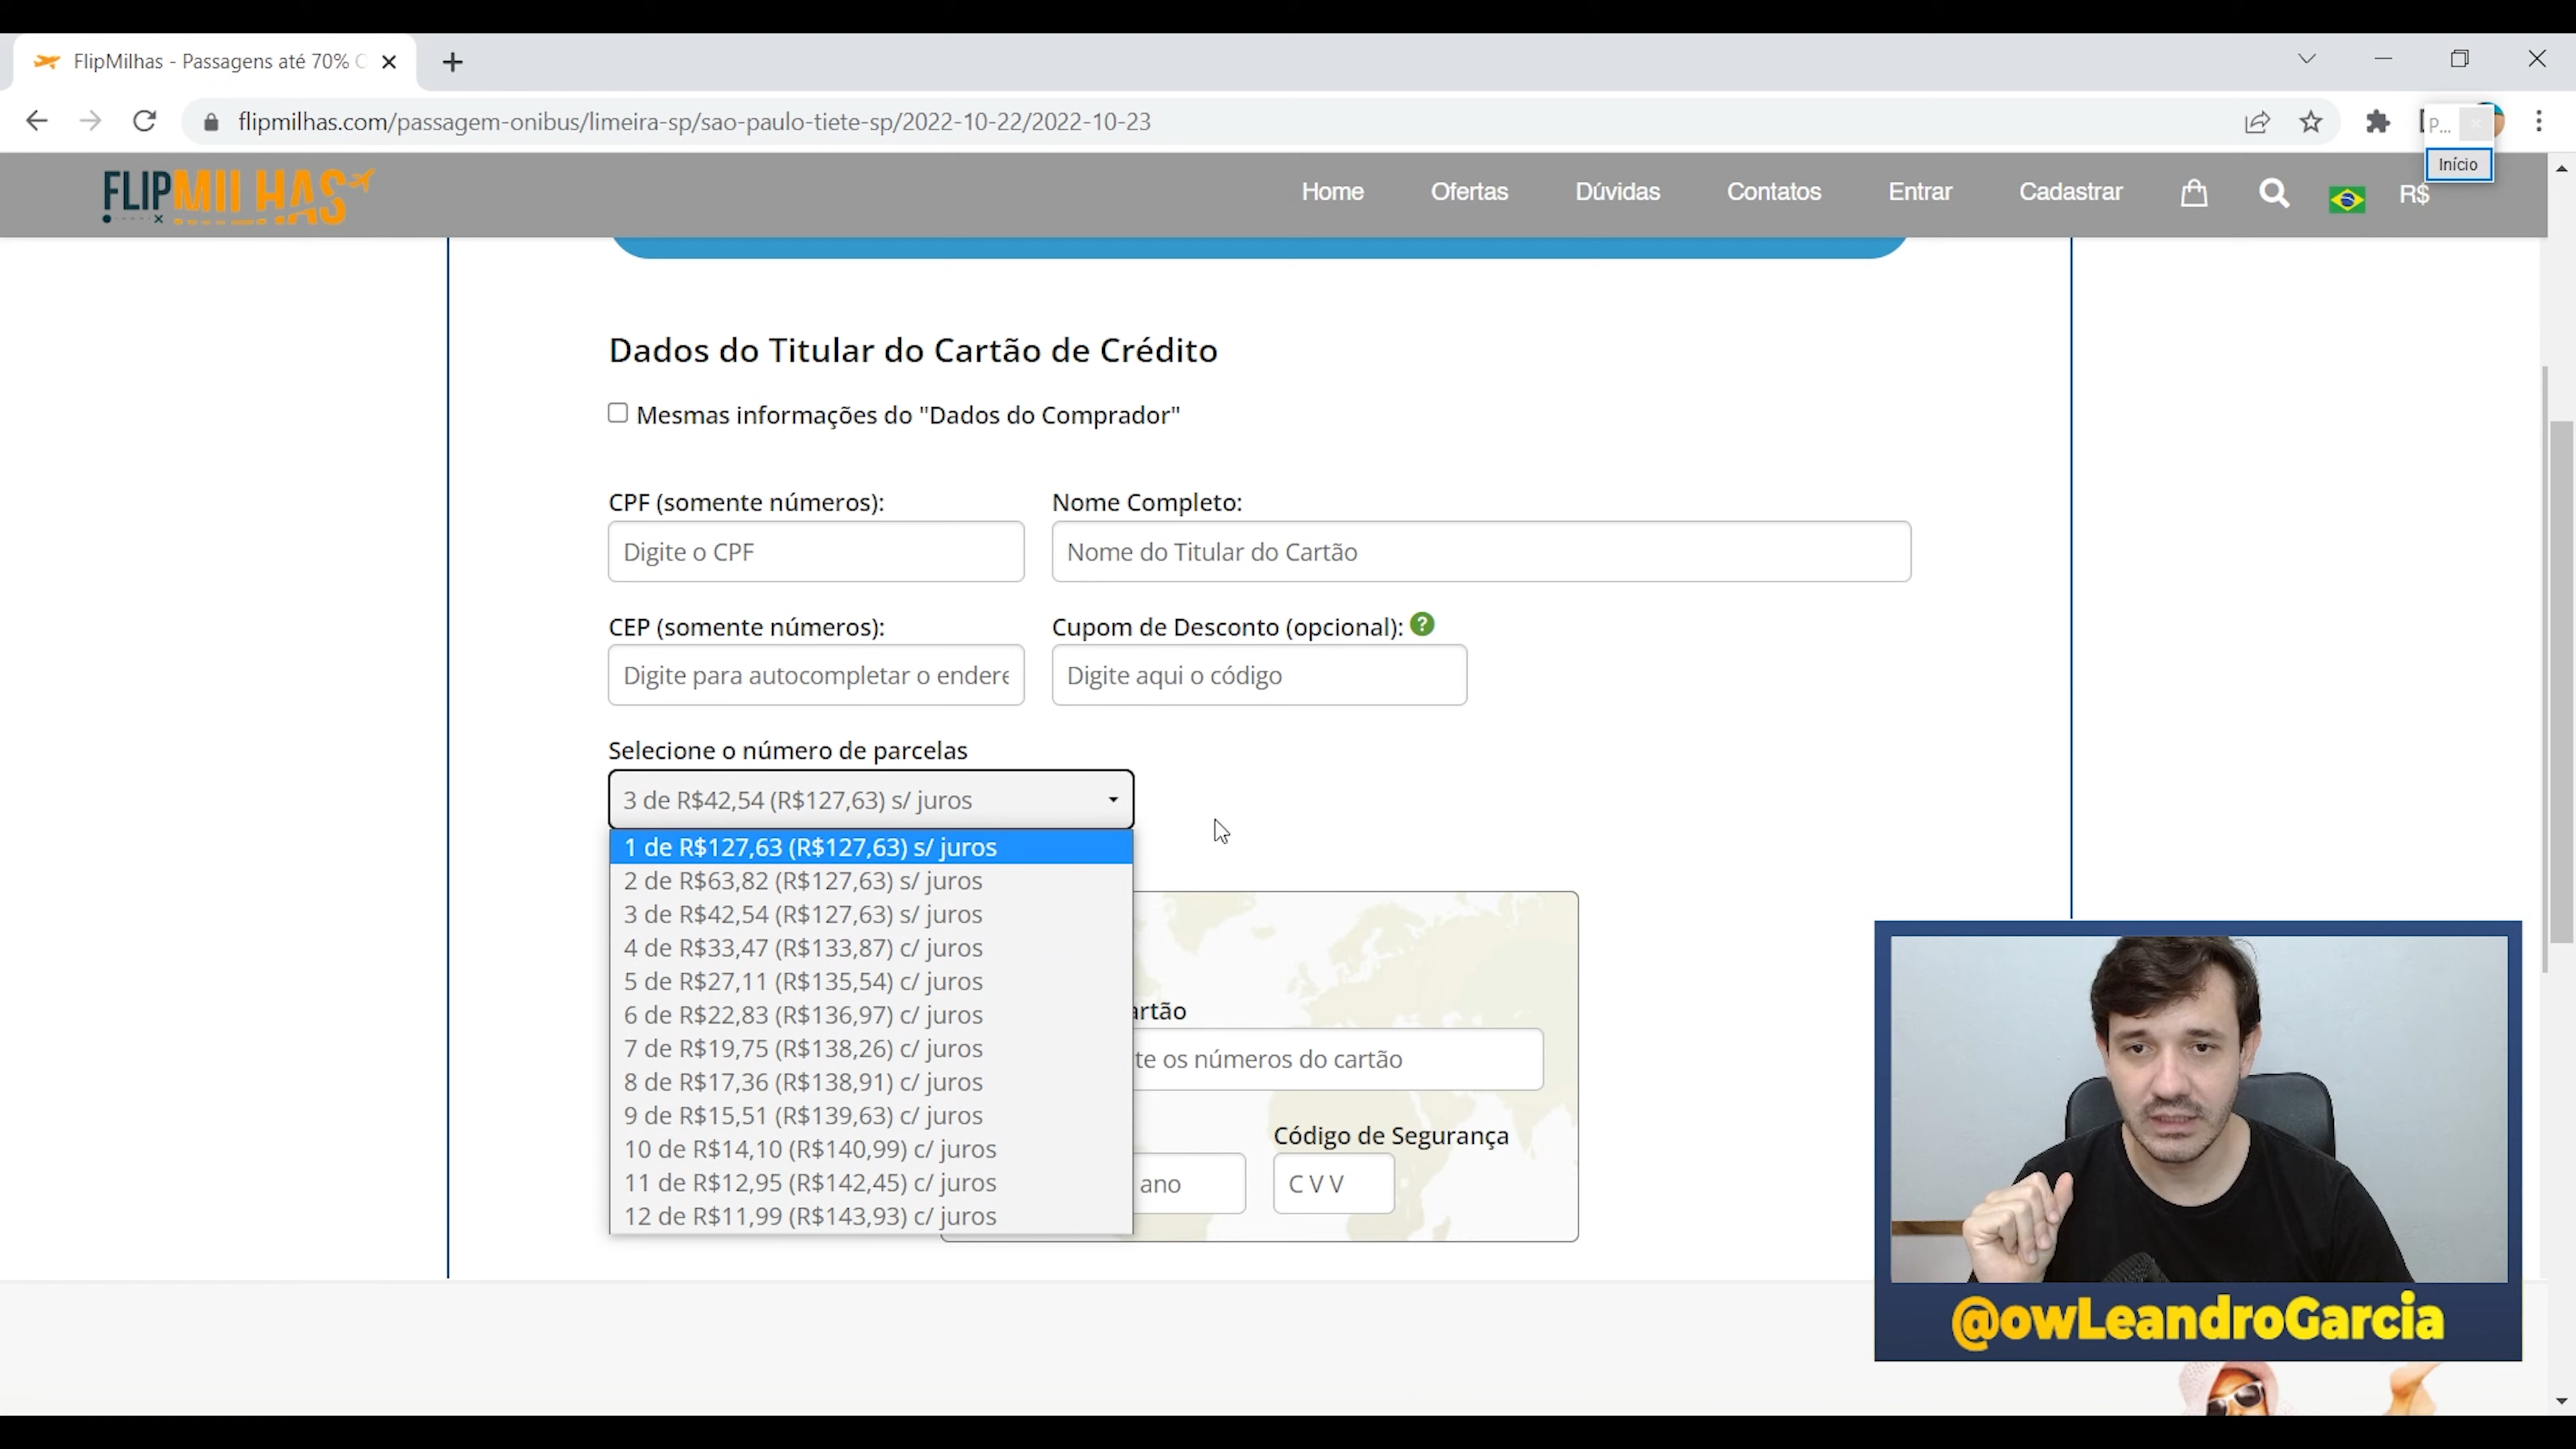 FlipMilhas - Passagens até 70% O
flipmilhas.com/passagem-onibus/limeira-sp/sao-paulo-tiete-sp/2022-10-22/2022-10-23
P...
Início
FLIPMILHAS
Home
Ofertas
Dúvidas
Contatos
Entrar
Cadastrar
R$
Dados do Titular do Cartão de Crédito
Mesmas informações do "Dados do Comprador"
CPF (somente números):
Nome Completo:
Digite o CPF
Nome do Titular do Cartão
CEP (somente números):
Cupom de Desconto (opcional):
?
Digite para autocompletar o endere
Digite aqui o código
Selecione o número de parcelas
3 de R$42,54 (R$127,63) s/ juros
1 de R$127,63 (R$127,63) s/ juros
2 de R$63,82 (R$127,63) s/ juros
3 de R$42,54 (R$127,63) s/ juros
4 de R$33,47 (R$133,87) c/ juros
5 de R$27,11 (R$135,54) c/ juros
6 de R$22,83 (R$136,97) c/ juros
7 de R$19,75 (R$138,26) c/ juros
8 de R$17,36 (R$138,91) c/ juros
9 de R$15,51 (R$139,63) c/ juros
10 de R$14,10 (R$140,99) c/ juros
11 de R$12,95 (R$142,45) c/ juros
12 de R$11,99 (R$143,93) c/ juros
artão
te os números do cartão
Código de Segurança
ano
CVV
@owLeandroGarcia